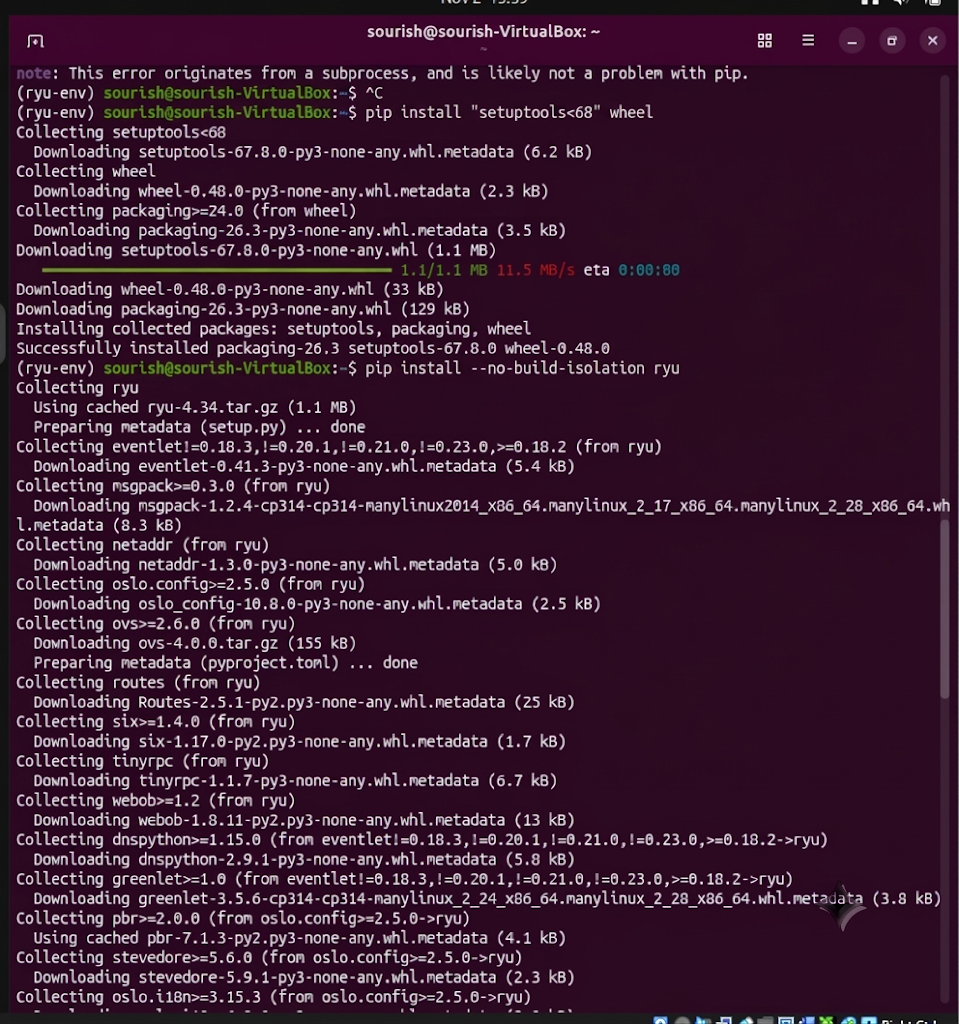 sourish@sourish-VirtualBox: ~
~
note: This error originates from a subprocess, and is likely not a problem with pip.
(ryu-env) sourish@sourish-VirtualBox:~$ ^C
(ryu-env) sourish@sourish-VirtualBox:~$ pip install "setuptools<68" wheel
Collecting setuptools<68
  Downloading setuptools-67.8.0-py3-none-any.whl.metadata (6.2 kB)
Collecting wheel
  Downloading wheel-0.48.0-py3-none-any.whl.metadata (2.3 kB)
Collecting packaging>=24.0 (from wheel)
  Downloading packaging-26.3-py3-none-any.whl.metadata (3.5 kB)
Downloading setuptools-67.8.0-py3-none-any.whl (1.1 MB)
1.1/1.1 MB 11.5 MB/s eta 0:00:00
Downloading wheel-0.48.0-py3-none-any.whl (33 kB)
Downloading packaging-26.3-py3-none-any.whl (129 kB)
Installing collected packages: setuptools, packaging, wheel
Successfully installed packaging-26.3 setuptools-67.8.0 wheel-0.48.0
(ryu-env) sourish@sourish-VirtualBox:~$ pip install --no-build-isolation ryu
Collecting ryu
  Using cached ryu-4.34.tar.gz (1.1 MB)
  Preparing metadata (setup.py) ... done
Collecting eventlet!=0.18.3,!=0.20.1,!=0.21.0,!=0.23.0,>=0.18.2 (from ryu)
  Downloading eventlet-0.41.3-py3-none-any.whl.metadata (5.4 kB)
Collecting msgpack>=0.3.0 (from ryu)
  Downloading msgpack-1.2.4-cp314-cp314-manylinux2014_x86_64.manylinux_2_17_x86_64.manylinux_2_28_x86_64.wh
l.metadata (8.3 kB)
Collecting netaddr (from ryu)
  Downloading netaddr-1.3.0-py3-none-any.whl.metadata (5.0 kB)
Collecting oslo.config>=2.5.0 (from ryu)
  Downloading oslo_config-10.8.0-py3-none-any.whl.metadata (2.5 kB)
Collecting ovs>=2.6.0 (from ryu)
  Downloading ovs-4.0.0.tar.gz (155 kB)
  Preparing metadata (pyproject.toml) ... done
Collecting routes (from ryu)
  Downloading Routes-2.5.1-py2.py3-none-any.whl.metadata (25 kB)
Collecting six>=1.4.0 (from ryu)
  Downloading six-1.17.0-py2.py3-none-any.whl.metadata (1.7 kB)
Collecting tinyrpc (from ryu)
  Downloading tinyrpc-1.1.7-py3-none-any.whl.metadata (6.7 kB)
Collecting webob>=1.2 (from ryu)
  Downloading webob-1.8.11-py2.py3-none-any.whl.metadata (13 kB)
Collecting dnspython>=1.15.0 (from eventlet!=0.18.3,!=0.20.1,!=0.21.0,!=0.23.0,>=0.18.2->ryu)
  Downloading dnspython-2.9.1-py3-none-any.whl.metadata (5.8 kB)
Collecting greenlet>=1.0 (from eventlet!=0.18.3,!=0.20.1,!=0.21.0,!=0.23.0,>=0.18.2->ryu)
  Downloading greenlet-3.5.6-cp314-cp314-manylinux_2_24_x86_64.manylinux_2_28_x86_64.whl.metadata (3.8 kB)
Collecting pbr>=2.0.0 (from oslo.config>=2.5.0->ryu)
  Using cached pbr-7.1.3-py2.py3-none-any.whl.metadata (4.1 kB)
Collecting stevedore>=5.6.0 (from oslo.config>=2.5.0->ryu)
  Downloading stevedore-5.9.1-py3-none-any.whl.metadata (2.3 kB)
Collecting oslo.i18n>=3.15.3 (from oslo.config>=2.5.0->ryu)